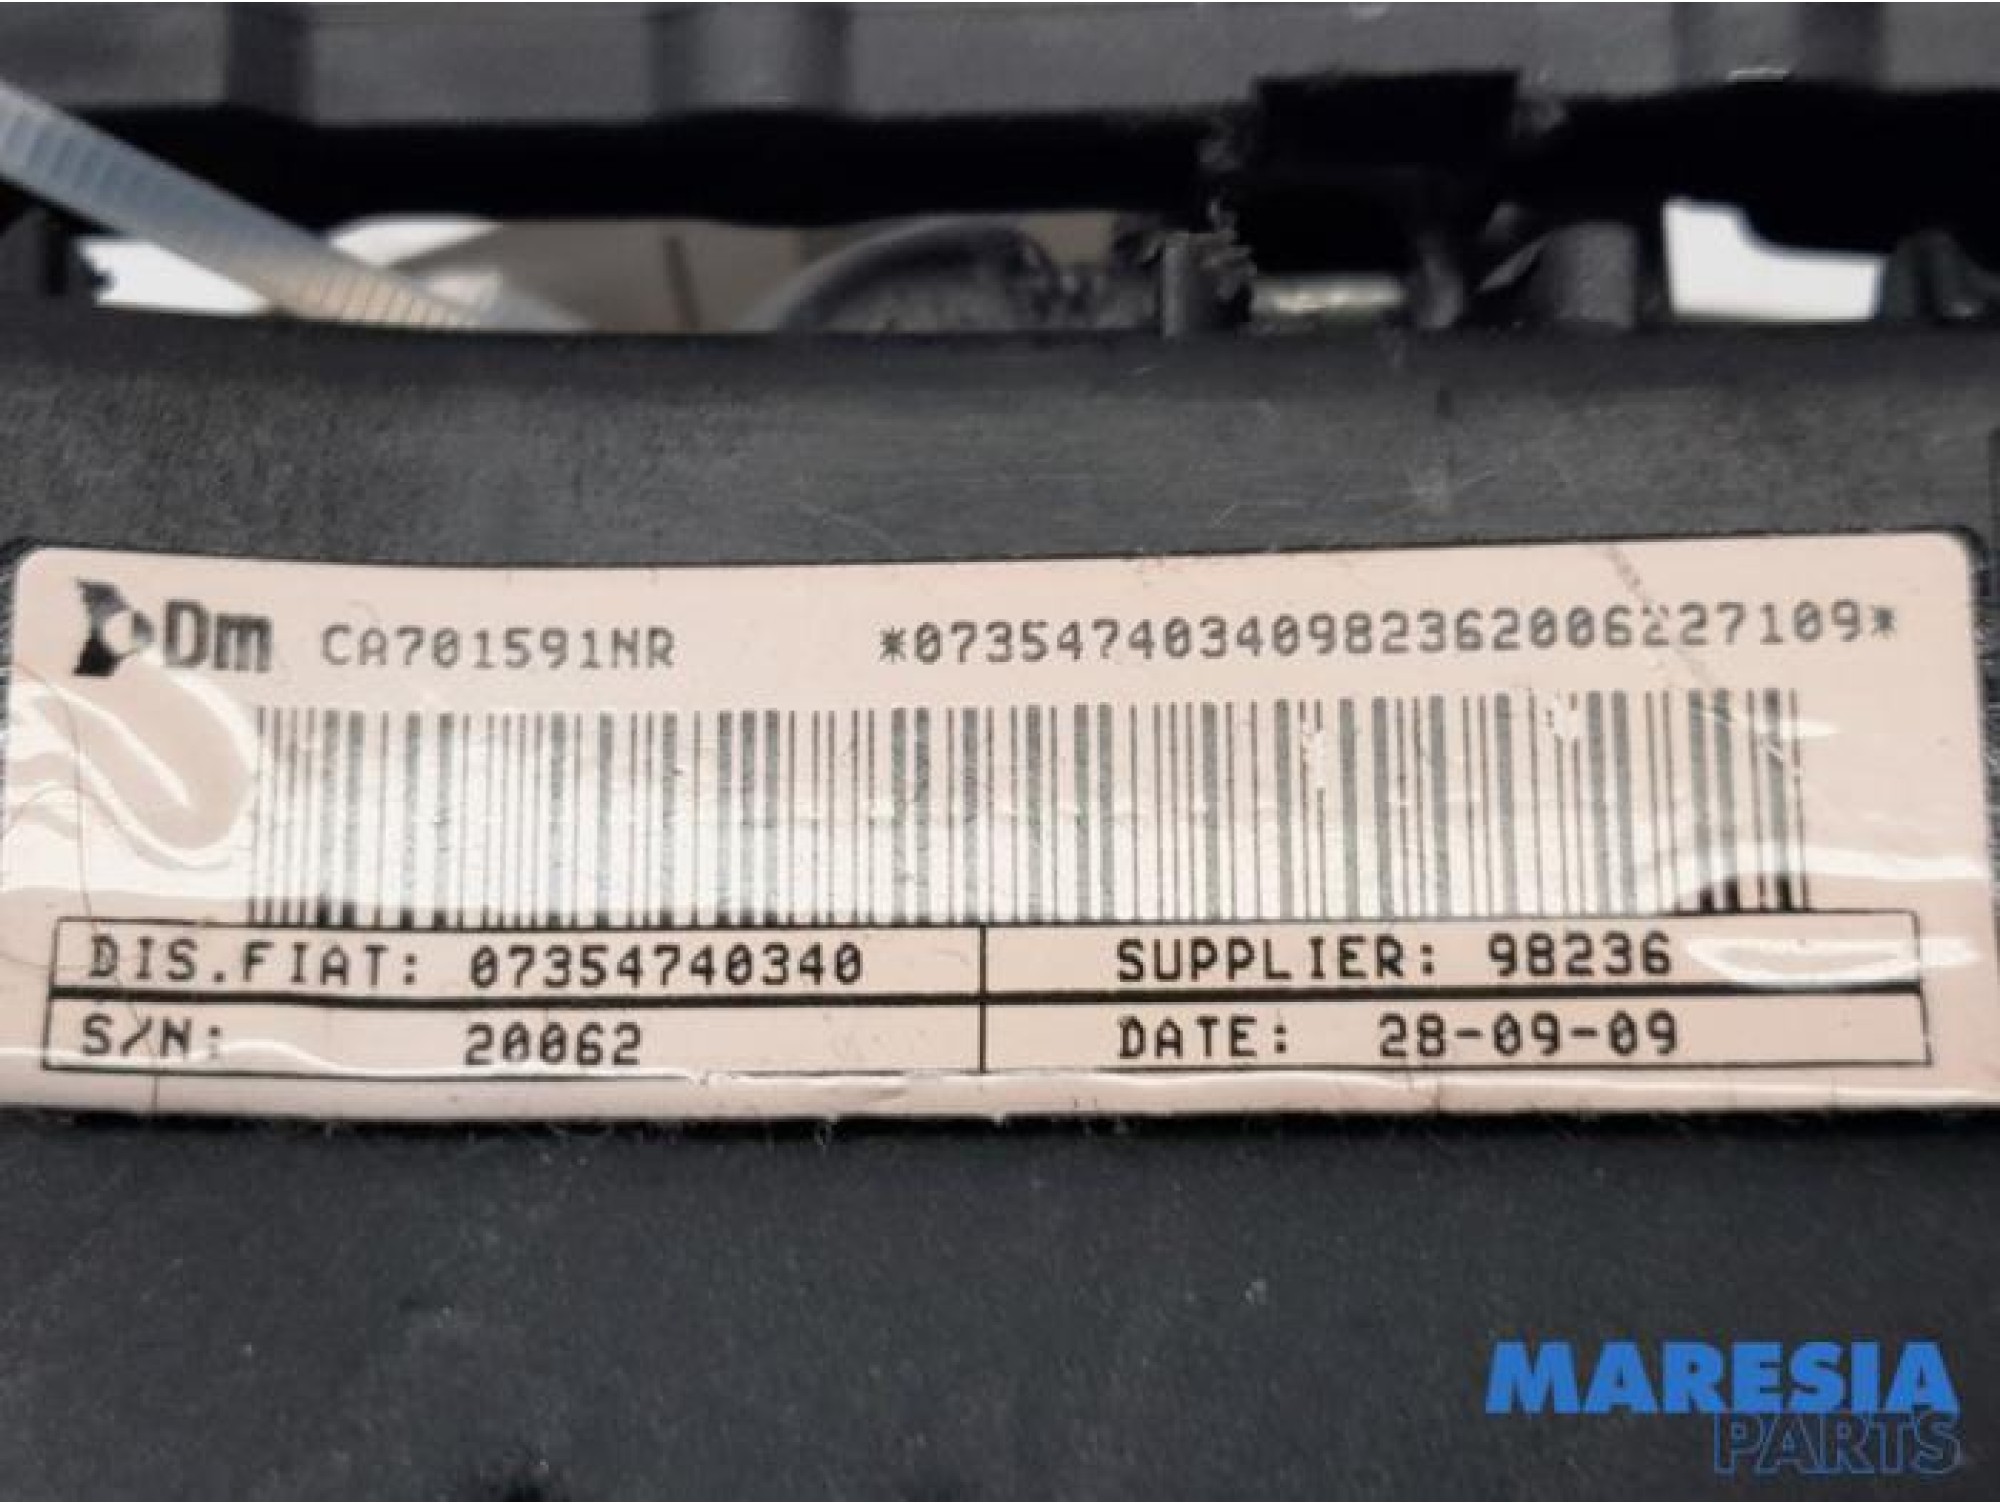 Dm CA701591NR *07354740340982362006227109*
DIS.FIAT: 07354740340 SUPPLIER: 98236
S/N: 20062 DATE: 28-09-09
MARESIA
PARTS